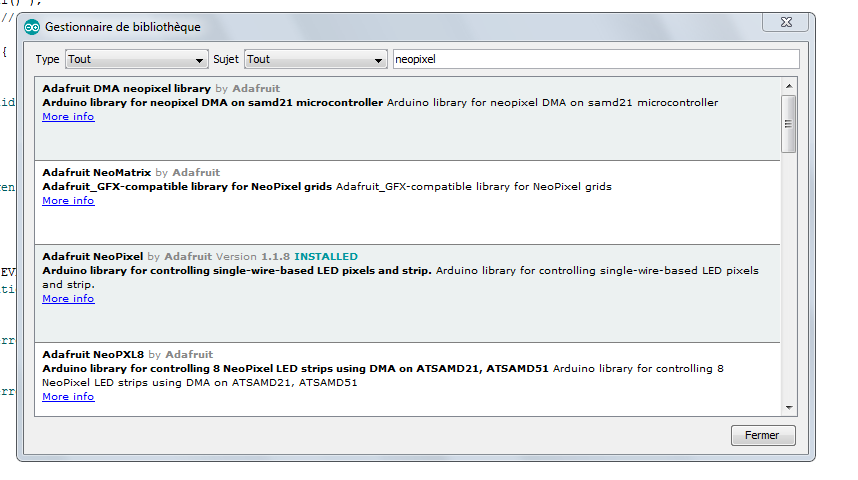 Gestionnaire de bibliothèque
Type Tout Sujet Tout neopixel
Adafruit DMA neopixel library by Adafruit
Arduino library for neopixel DMA on samd21 microcontroller Arduino library for neopixel DMA on samd21 microcontroller
More info
Adafruit NeoMatrix by Adafruit
Adafruit_GFX-compatible library for NeoPixel grids Adafruit_GFX-compatible library for NeoPixel grids
More info
Adafruit NeoPixel by Adafruit Version 1.1.8 INSTALLED
Arduino library for controlling single-wire-based LED pixels and strip. Arduino library for controlling single-wire-based LED pixels
and strip.
More info
Adafruit NeoPXL8 by Adafruit
Arduino library for controlling 8 NeoPixel LED strips using DMA on ATSAMD21, ATSAMD51 Arduino library for controlling 8
NeoPixel LED strips using DMA on ATSAMD21, ATSAMD51
More info
Fermer